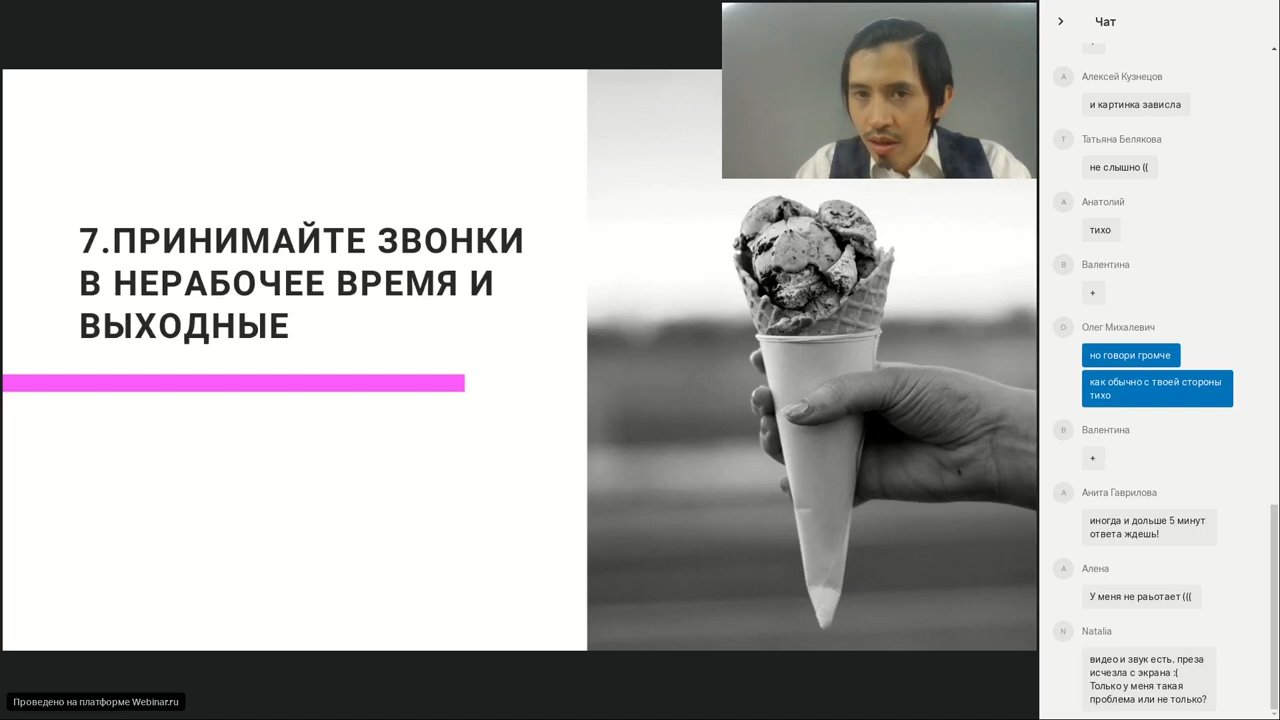 7.ПРИНИМАЙТЕ ЗВОНКИ
В НЕРАБОЧЕЕ ВРЕМЯ И
ВЫХОДНЫЕ
Проведено на платформе Webinar.ru
Чат
А
Алексей Кузнецов
и картинка зависла
Т
Татьяна Белякова
не слышно ((
А
Анатолий
тихо
В
Валентина
+
О
Олег Михалевич
но говори громче
как обычно с твоей стороны
тихо
В
Валентина
+
А
Анита Гаврилова
иногда и дольше 5 минут
ответа ждешь!
А
Алена
У меня не раьотает (((
N
Natalia
видео и звук есть, преза
исчезла с экрана :(
Только у меня такая
проблема или не только?